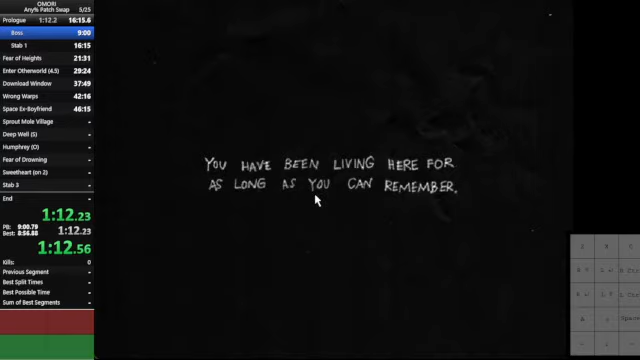 OMORI
Any% Patch Swap 5/25
Prologue 1:12.2 16:15.6
Boss 9:00
Stab 1 16:15
Fear of Heights 21:31
Enter Otherworld (4.5) 29:24
Download Window 37:49
Wrong Warps 42:16
Space Ex-Boyfriend 46:15
Sprout Mole Village -
Deep Well (S) -
Humphrey (O) -
Fear of Drowning -
Sweetheart (on 2) -
Stab 3 -
End -
1:12.23
PB: 9:00.79 1:12.23
Best: 8:56.88
1:12.56
Kills: 0
Previous Segment -
Best Split Times -
Best Possible Time -
Sum of Best Segments -
YOU HAVE BEEN LIVING HERE FOR
AS LONG AS YOU CAN REMEMBER.
Space